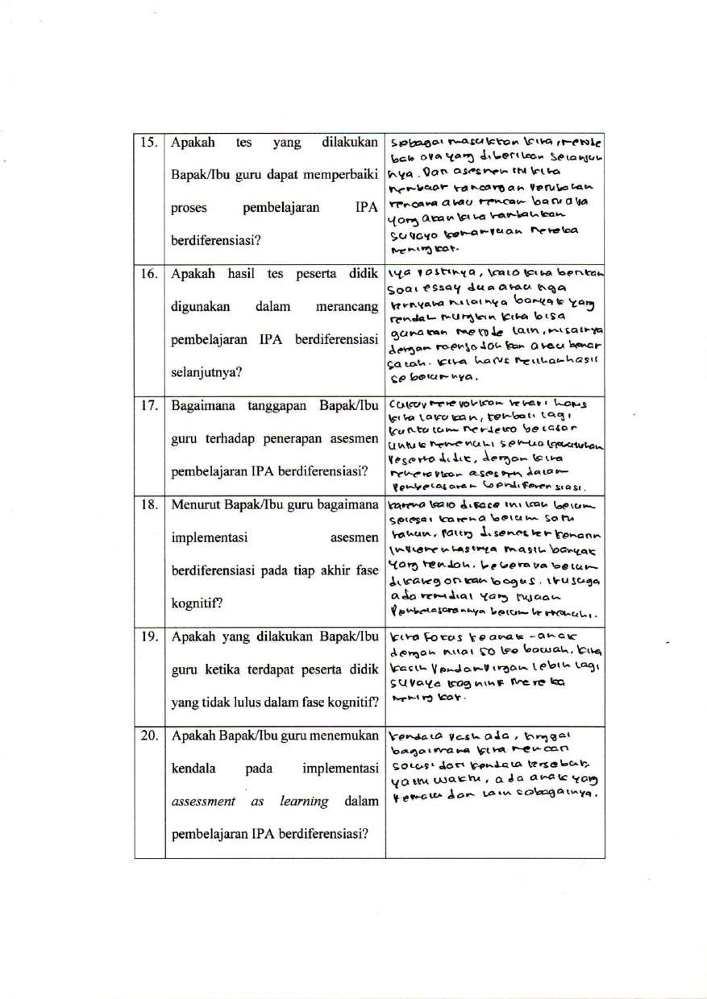 15. Apakah tes yang dilakukan
Bapak/Ibu guru dapat memperbaiki
proses pembelajaran IPA
berdiferensiasi?
Sebagai masukkan kita, metode
apa yang diberikan selanjut
nya. Dan asesmen ini kita
membuat rancangan perubahan
rencana atau rencana baru
yang akan kita tambahkan
supaya kemampuan mereka
meningkat.
16. Apakah hasil tes peserta didik
digunakan dalam merancang
pembelajaran IPA berdiferensiasi
selanjutnya?
Iya pastinya, kalo kita berikan
soal essay dua atau tiga
ternyata nilainya banyak yang
rendah mungkin kita bisa
gunakan metode lain, misalnya
dengan menjodohkan atau benar
salah. kita harus melihat hasil
sebelumnya.
17. Bagaimana tanggapan Bapak/Ibu
guru terhadap penerapan asesmen
pembelajaran IPA berdiferensiasi?
Cukup merepotkan tetapi harus
kita lakukan, kembali lagi
merdeka belajar
untuk memenuhi semua kebutuhan
peserta didik, dengan kita
menerapkan asesmen dalam
pembelajaran berdiferensiasi.
18. Menurut Bapak/Ibu guru bagaimana
implementasi asesmen
berdiferensiasi pada tiap akhir fase
kognitif?
karena kalo difase ini kan belum
selesai karena belum satu
tahun, paling disemester kemarin
implementasinya masih banyak
yang rendah, beberapa belum
dikategorikan bagus. itu juga
ada remidial yang tujuan
Pembelajarannya belum terpenuhi.
19. Apakah yang dilakukan Bapak/Ibu
guru ketika terdapat peserta didik
yang tidak lulus dalam fase kognitif?
kita fokus ke anak-anak
dengan nilai 50 ke bawah, kita
kasih pendampingan lebih lagi
supaya kognitif mereka
meningkat.
20. Apakah Bapak/Ibu guru menemukan
kendala pada implementasi
assessment as learning dalam
pembelajaran IPA berdiferensiasi?
kendala pasti ada, tinggal
bagaimana kita mencari
solusi dari kendala tersebut.
yaitu waktu, ada anak yang
pemalu dan lain sebagainya.